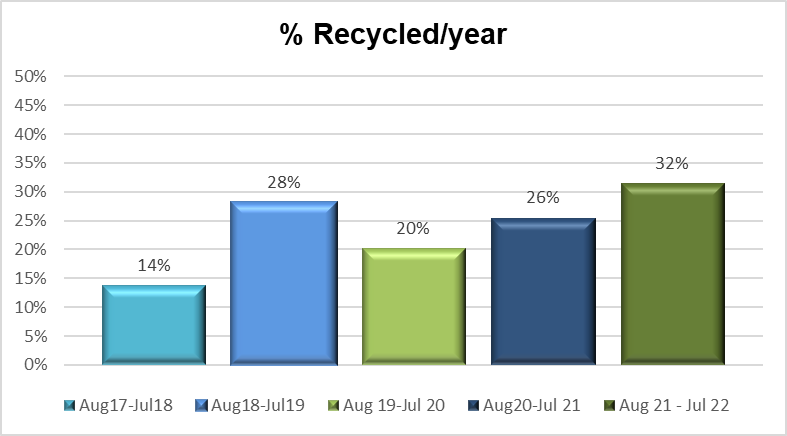 % Recycled/year
50%
45%
40%
35%
30%
25%
20%
15%
10%
5%
0%
14%
28%
20%
26%
32%
Aug17-Jul18
Aug18-Jul19
Aug 19-Jul 20
Aug20-Jul 21
Aug 21 - Jul 22